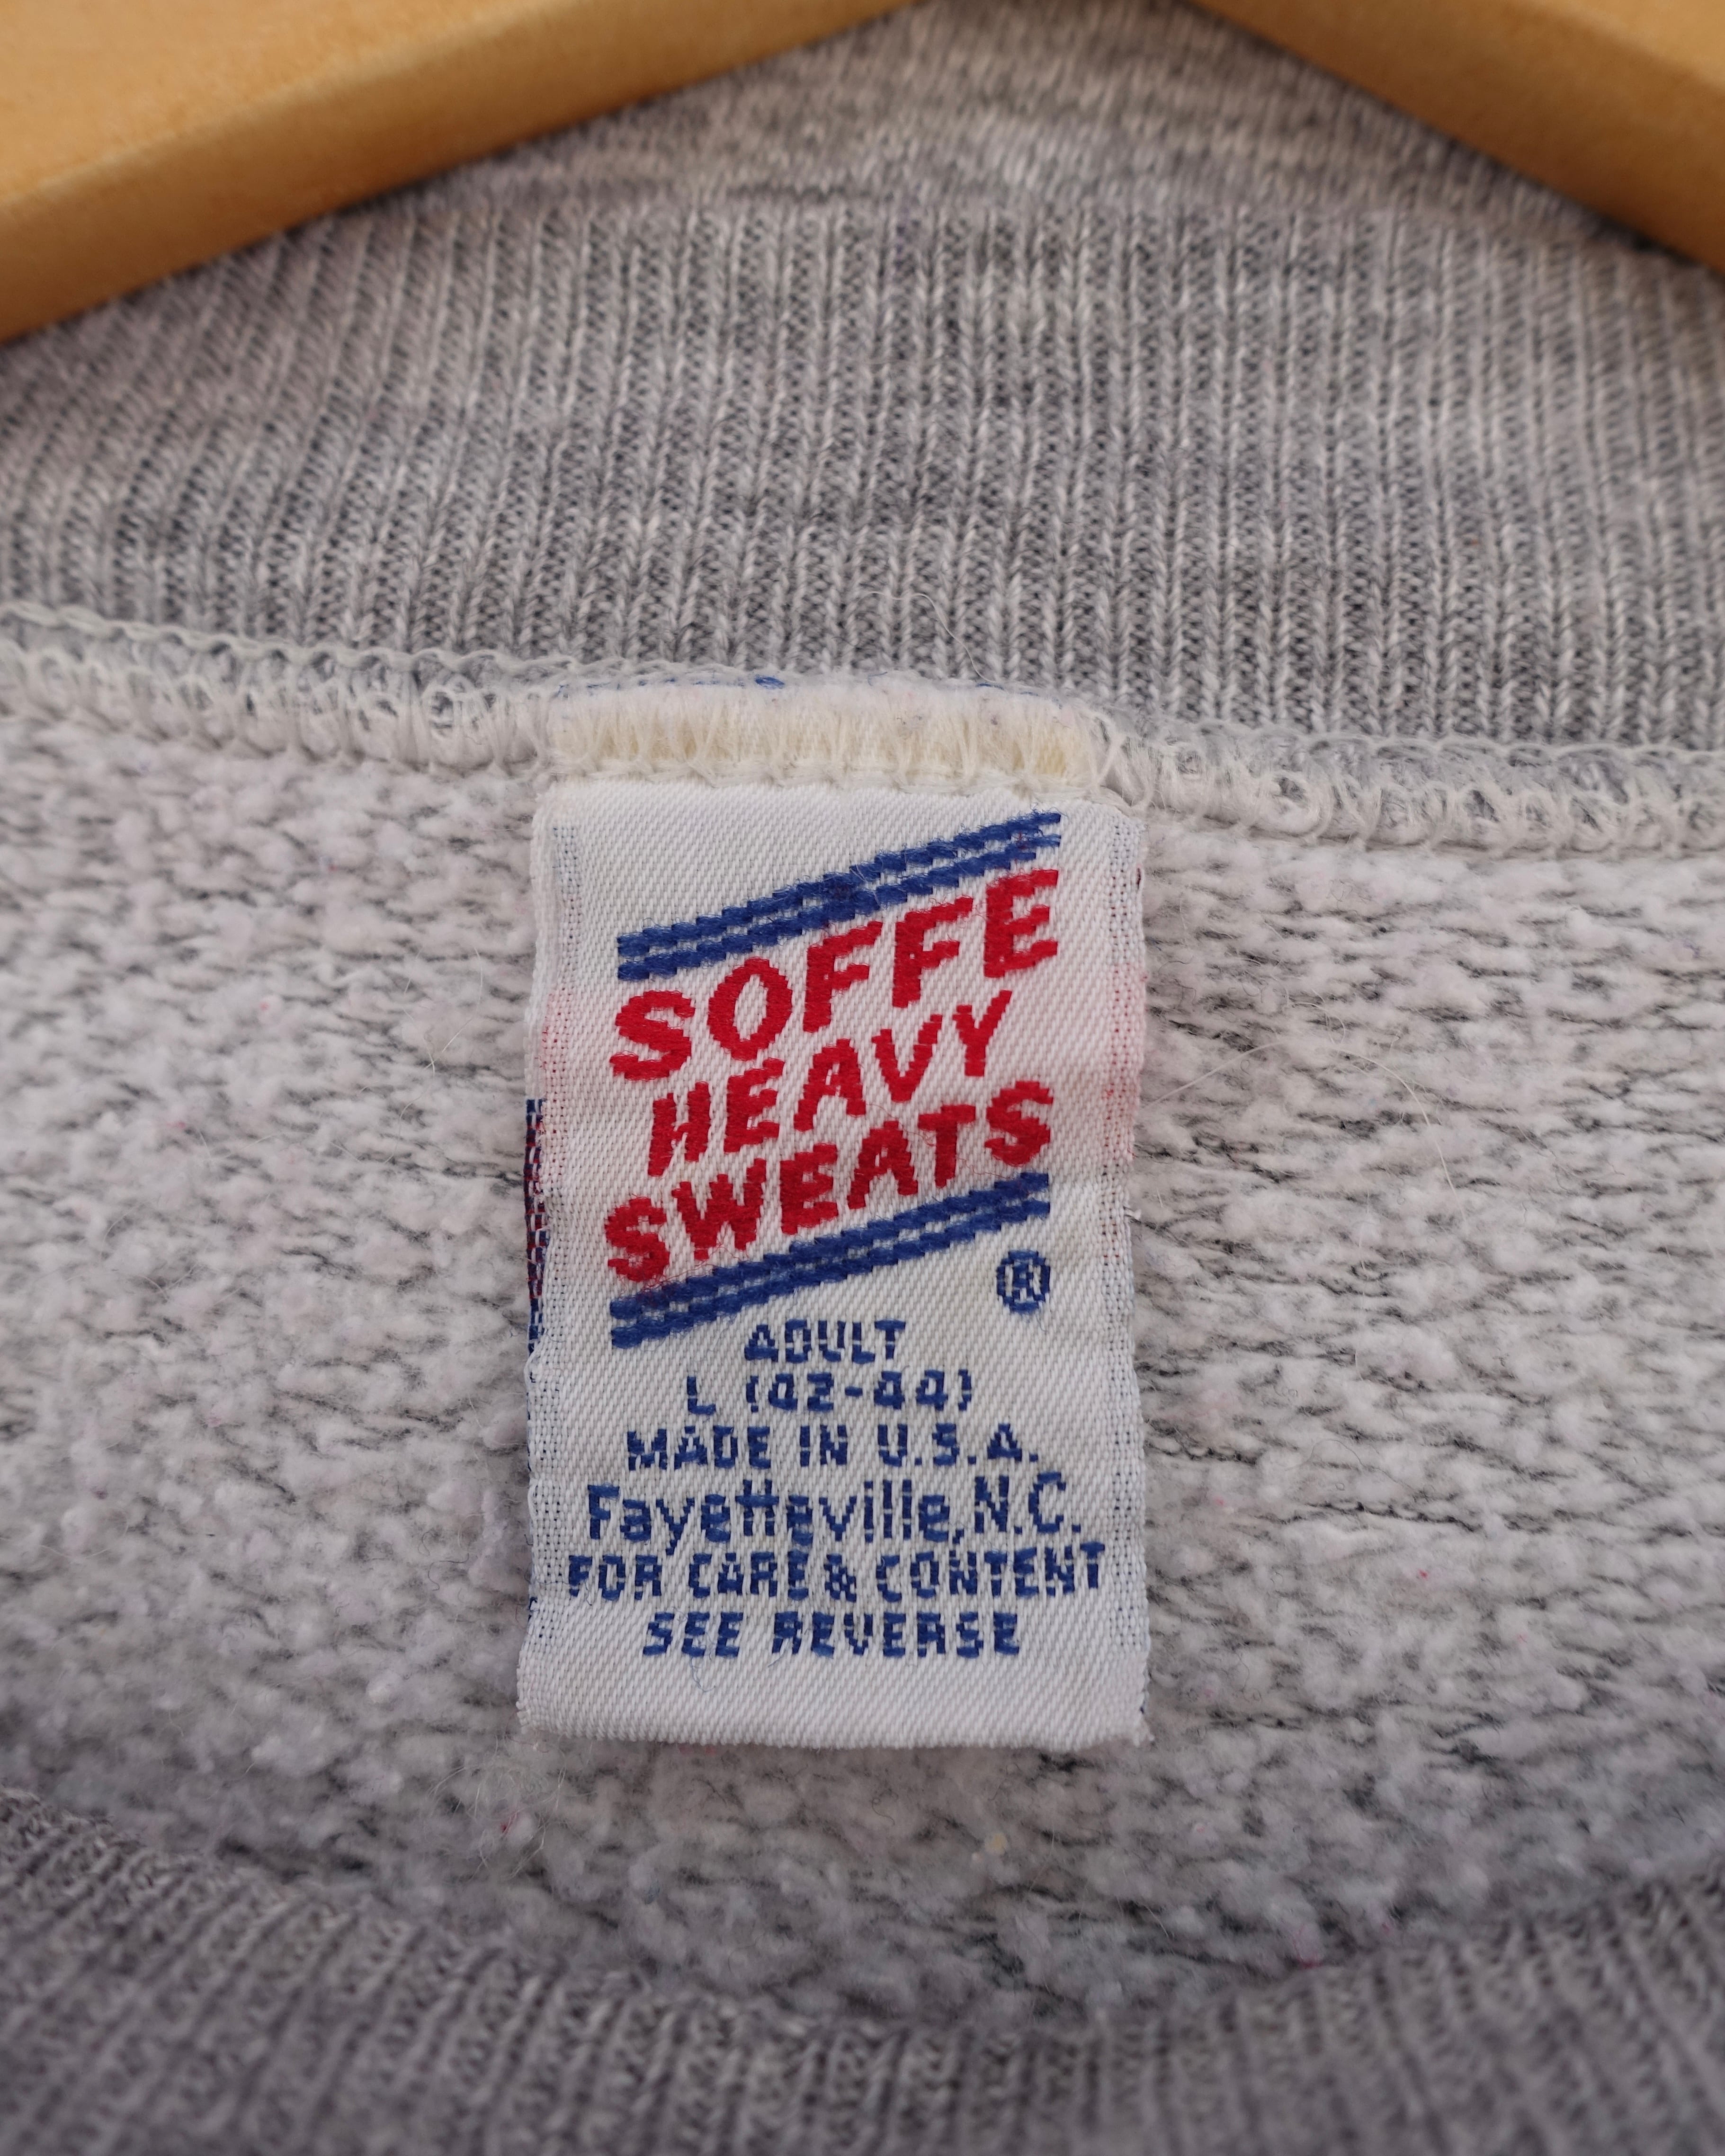 SOFFE
HEAVY
SWEATS
®
ADULT
L (42-44)
MADE IN U.S.A.
Fayetteville, N.C.
FOR CARE & CONTENT
SEE REVERSE